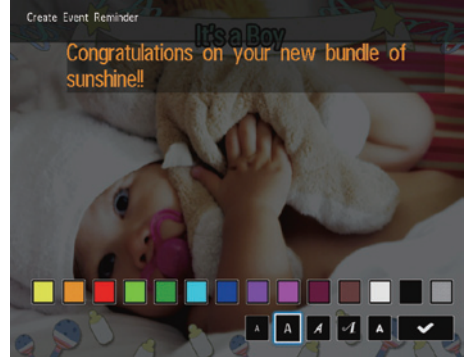 Create Event Reminder
It's a Boy
Congratulations on your new bundle of
sunshine!!
A A A A A